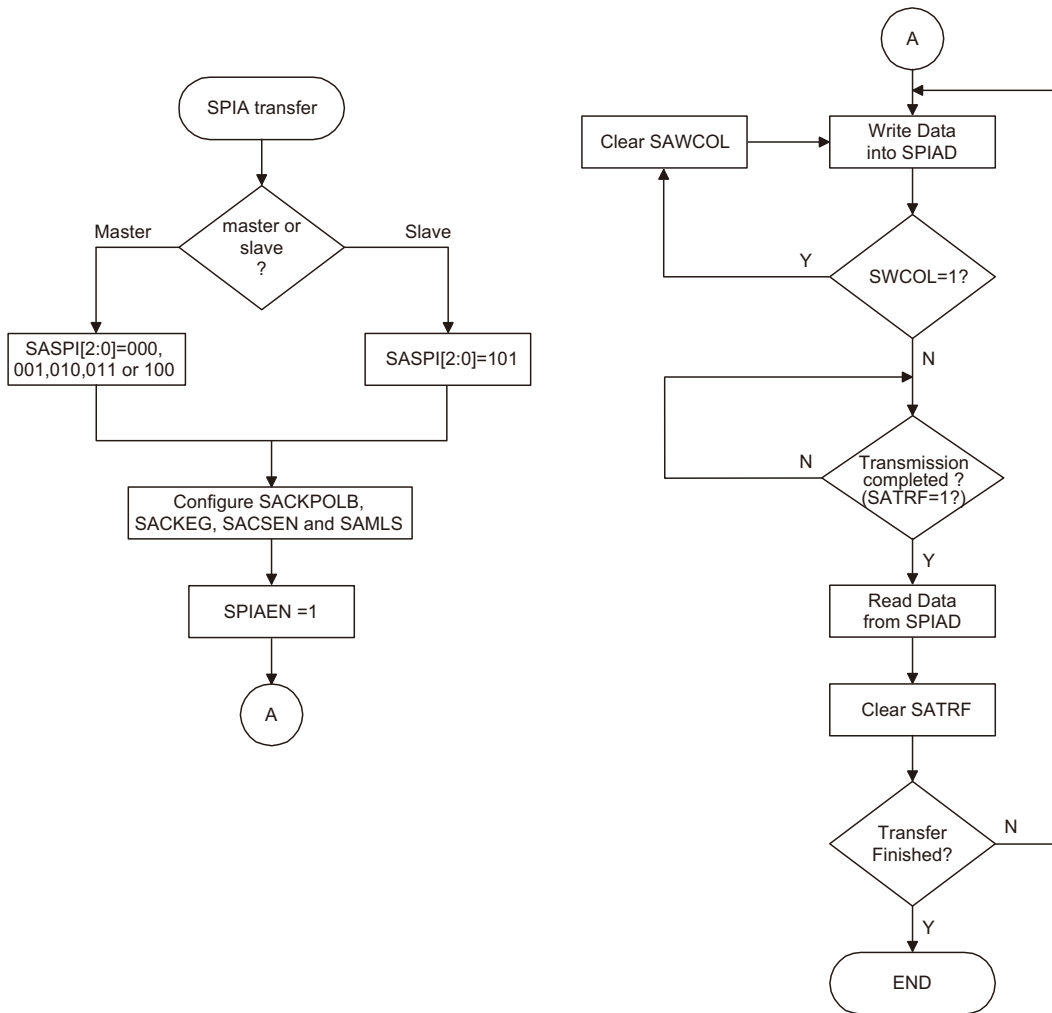 SPIA transfer
master or
slave
?
Master
Slave
SASPI[2:0]=000,
001,010,011 or 100
SASPI[2:0]=101
Configure SACKPOLB,
SACKEG, SACSEN and SAMLS
SPIAEN =1
A
A
Clear SAWCOL
Write Data
into SPIAD
Y
SWCOL=1?
N
N
Transmission
completed ?
(SATRF=1?)
Y
Read Data
from SPIAD
Clear SATRF
Transfer
Finished?
N
Y
END